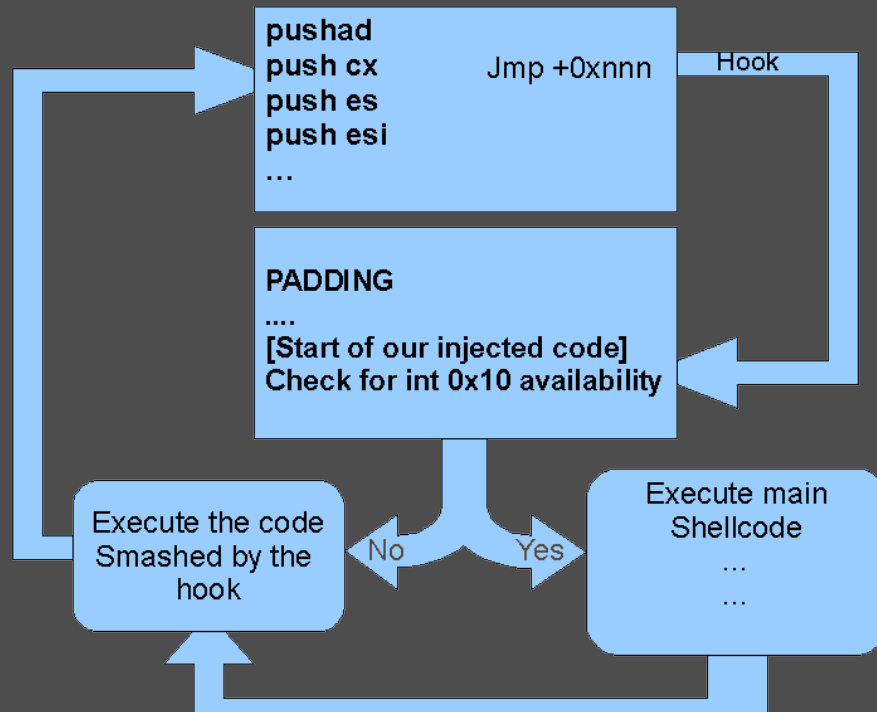 pushad
push cx
push es
push esi
...
Jmp +0xnnn
Hook
PADDING
....
[Start of our injected code]
Check for int 0x10 availability
No
Yes
Execute the code
Smashed by the
hook
Execute main
Shellcode
...
...